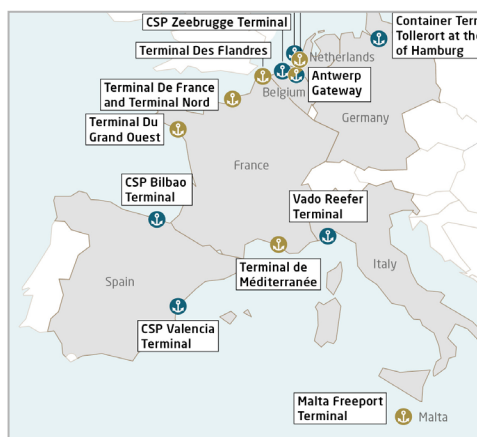 CSP Zeebrugge Terminal
Container Ter
Tollerort at the
of Hamburg
Terminal Des Flandres
Netherlands
Belgium
Antwerp
Gateway
Terminal De France
and Terminal Nord
Germany
Terminal Du
Grand Ouest
France
CSP Bilbao
Terminal
Vado Reefer
Terminal
Terminal de
Méditerranée
Italy
Spain
CSP Valencia
Terminal
Malta Freeport
Terminal
Malta